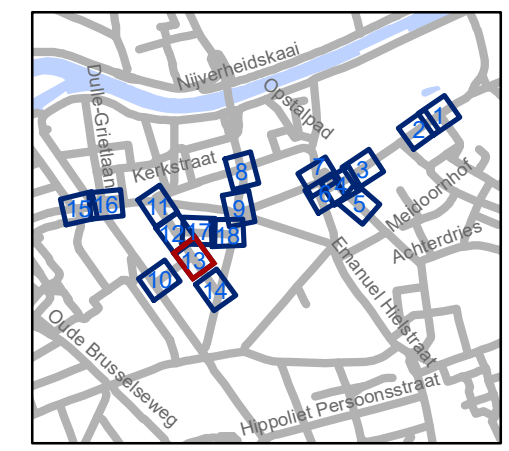 Nijverheidskaai
Dulle-Grietlaan
Opstalpad
Kerkstraat
1
2
3
7
8
4
6
5
Meidoornhof
15
16
11
9
12
17
18
Achterdries
13
10
14
Emanuel Hielstraat
Oude Brusselseweg
Hippoliet Persoonsstraat